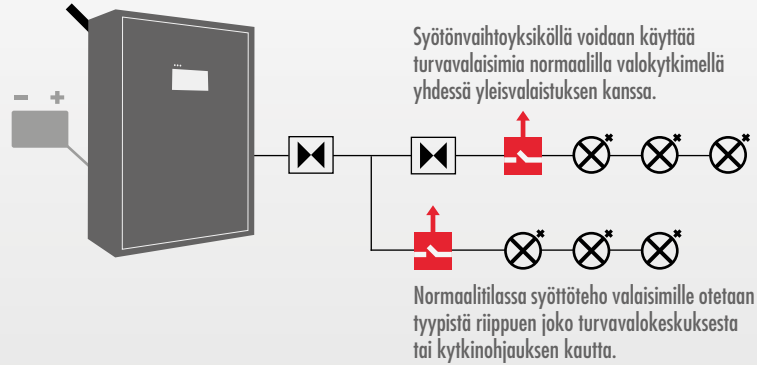 Syötönvaihtoyksiköllä voidaan käyttää
turvavalaisimia normaalilla valokytkimellä
yhdessä yleisvalaistuksen kanssa.
- +
Normaalitilassa syöttöteho valaisimille otetaan
tyypistä riippuen joko turvavalokeskuksesta
tai kytkinohjauksen kautta.